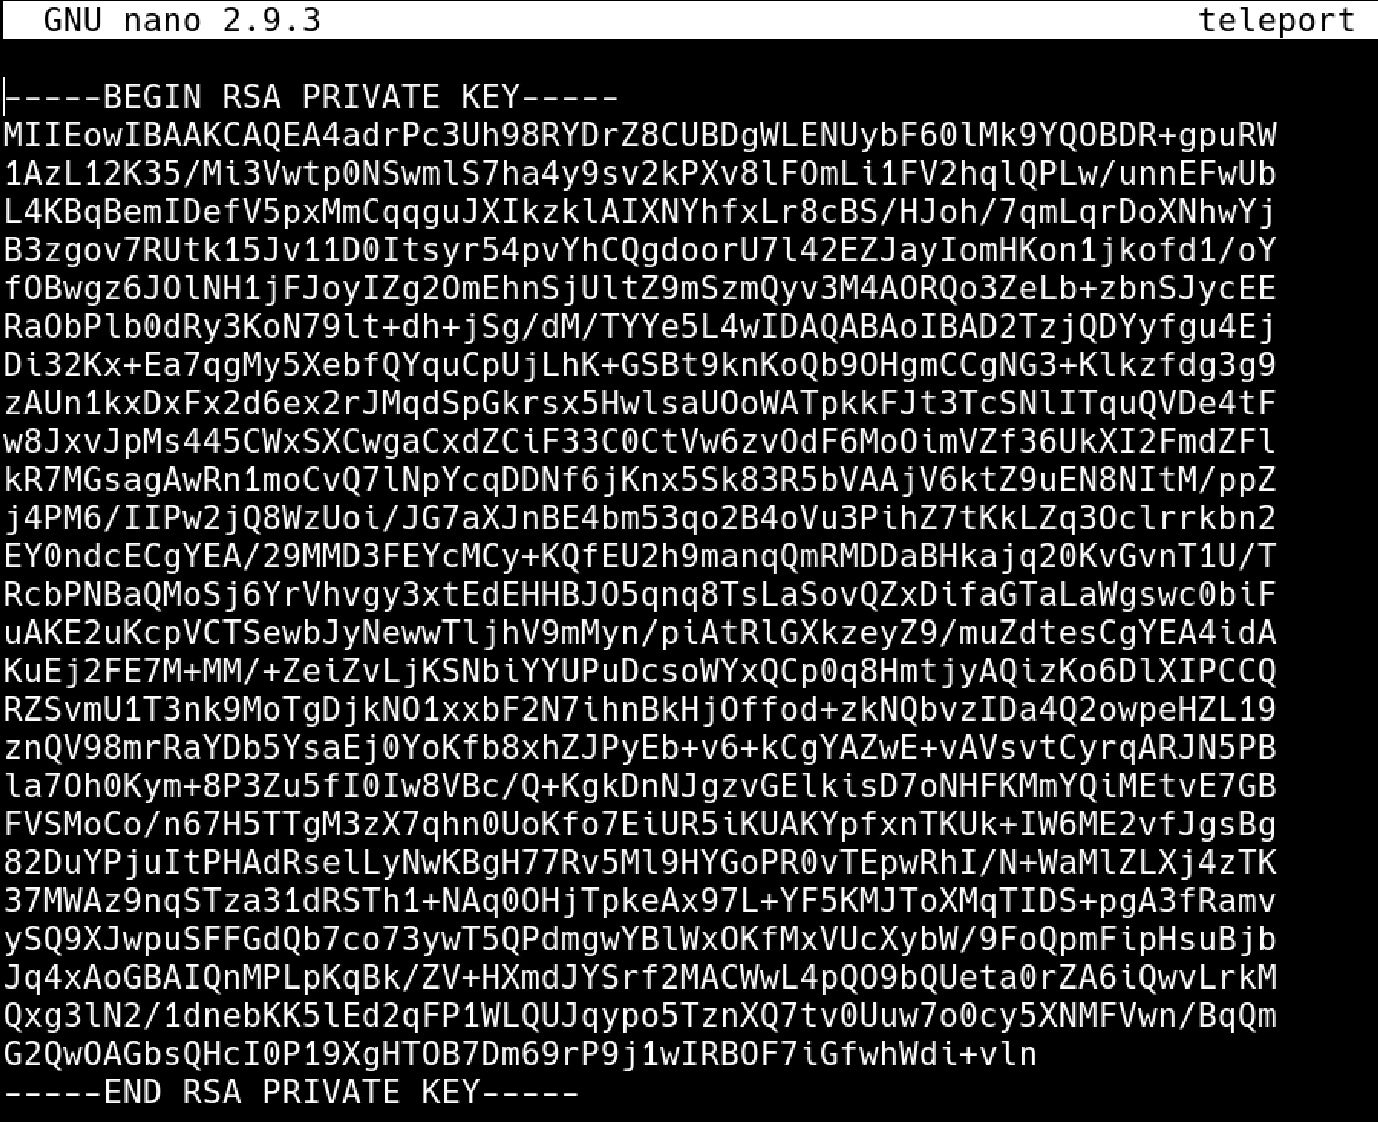 GNU nano 2.9.3 teleport
-----BEGIN RSA PRIVATE KEY-----
MIIEowIBAAKCAQEA4adrPc3Uh98RYDrZ8CUBDgWLENUybF60lMk9YQOBDR+gpuRW
1AzL12K35/Mi3Vwtp0NSwmlS7ha4y9sv2kPXv8lFOmLi1FV2hqlQPLw/unnEFwUb
L4KBqBemIDefV5pxMmCqqguJXIkzklAIXNYhfxLr8cBS/HJoh/7qmLqrDoXNhwYj
B3zgov7RUtk15Jv11D0Itsyr54pvYhCQgdoorU7l42EZJayIomHKon1jkofd1/oY
fOBwgz6JOlNH1jFJoyIZg2OmEhnSjUltZ9mSzmQyv3M4AORQo3ZeLb+zbnSJycEE
RaObPlb0dRy3KoN79lt+dh+jSg/dM/TYYe5L4wIDAQABAoIBAD2TzjQDYyfgu4Ej
Di32Kx+Ea7qgMy5XebfQYquCpUjLhK+GSBt9knKoQb9OHgmCCgNG3+Klkzfdg3g9
zAUn1kxDxFx2d6ex2rJMqdSpGkrsx5HwlsaUOoWATpkkFJt3TcSNlITquQVDe4tF
w8JxvJpMs445CWxSXCwgaCxdZCiF33C0CtVw6zvOdF6MoOimVZf36UkXI2FmdZFl
kR7MGsagAwRn1moCvQ7lNpYcqDDNf6jKnx5Sk83R5bVAAjV6ktZ9uEN8NItM/ppZ
j4PM6/IIPw2jQ8WzUoi/JG7aXJnBE4bm53qo2B4oVu3PihZ7tKkLZq3Oclrrkbn2
EY0ndcECgYEA/29MMD3FEYcMCy+KQfEU2h9manqQmRMDDaBHkajq20KvGvnT1U/T
RcbPNBaQMoSj6YrVhvgy3xtEdEHHBJO5qnq8TsLaSovQZxDifaGTaLaWgswc0biF
uAKE2uKcpVCTSewbJyNewwTljhV9mMyn/piAtRlGXkzeyZ9/muZdtesCgYEA4idA
KuEj2FE7M+MM/+ZeiZvLjKSNbiYYUPuDcsoWYxQCp0q8HmtjyAQizKo6DlXIPCCQ
RZSvmU1T3nk9MoTgDjkNO1xxbF2N7ihnBkHjOffod+zkNQbvzIDa4Q2owpeHZL19
znQV98mrRaYDb5YsaEj0YoKfb8xhZJPyEb+v6+kCgYAZwE+vAVsvtCyrqARJN5PB
la7Oh0Kym+8P3Zu5fI0Iw8VBc/Q+KgkDnNJgzvGElkisD7oNHFKMmYQiMEtvE7GB
FVSMoCo/n67H5TTgM3zX7qhn0UoKfo7EiUR5iKUAKYpfxnTKUk+IW6ME2vfJgsBg
82DuYPjuItPHAdRselLyNwKBgH77Rv5Ml9HYGoPR0vTEpwRhI/N+WaMlZLXj4zTK
37MWAz9nqSTza31dRSTh1+NAq0OHjTpkeAx97L+YF5KMJToXMqTIDS+pgA3fRamv
ySQ9XJwpuSFFGdQb7co73ywT5QPdmgwYBlWxOKfMxVUcXybW/9FoQpmFipHsuBjb
Jq4xAoGBAIQnMPLpKqBk/ZV+HXmdJYSrf2MACWwL4pQO9bQUeta0rZA6iQwvLrkM
Qxg3lN2/1dnebKK5lEd2qFP1WLQUJqypo5TznXQ7tv0Uuw7o0cy5XNMFVwn/BqQm
G2QwOAGbsQHcI0P19XgHTOB7Dm69rP9j1wIRBOF7iGfwhWdi+vln
-----END RSA PRIVATE KEY-----